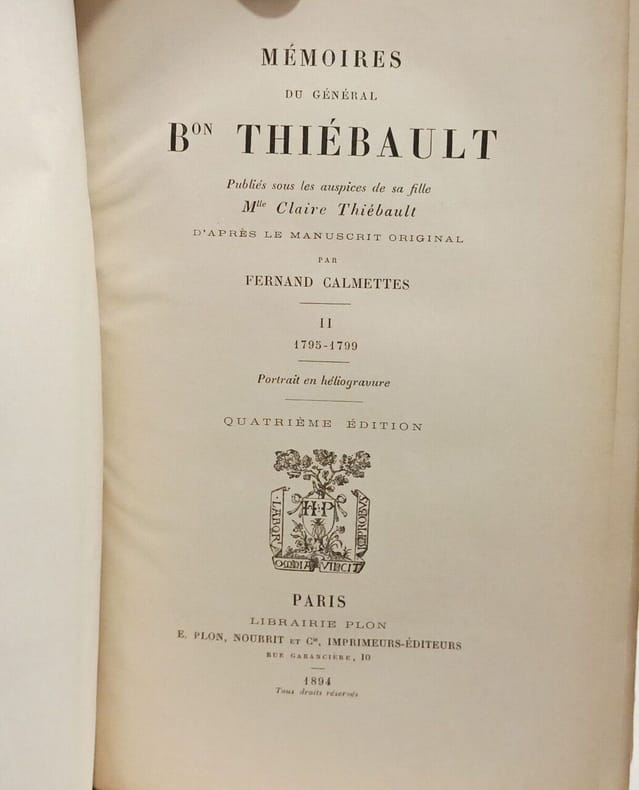 MÉMOIRES
DU GÉNÉRAL
BON THIÉBAULT
Publiés sous les auspices de sa fille
Mlle Claire Thiébault
D'APRÈS LE MANUSCRIT ORIGINAL
PAR
FERNAND CALMETTES
II
1795-1799
Portrait en héliogravure
QUATRIÈME ÉDITION
H·P
LABOR
IMPROBUS
OMNIA VINCIT
PARIS
LIBRAIRIE PLON
E. PLON, NOURRIT ET Cie, IMPRIMEURS-ÉDITEURS
RUE GARANCIÈRE, 10
1894
Tous droits réservés